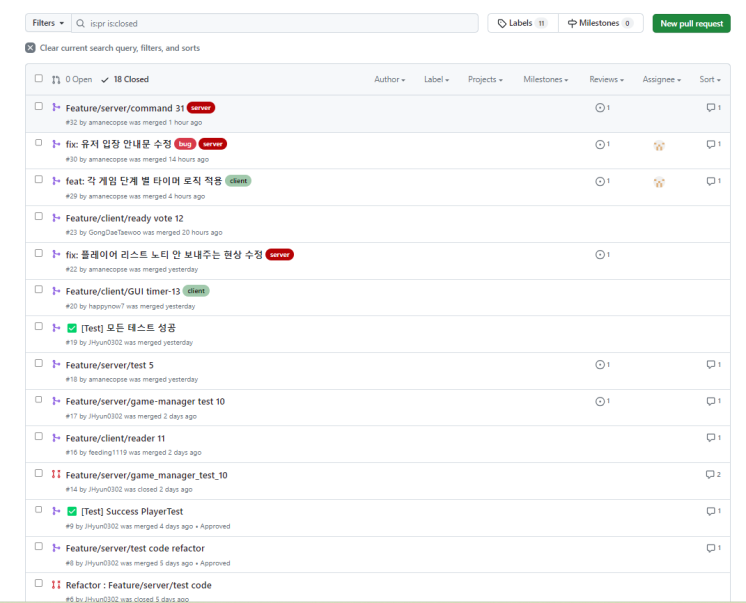 Filters
is:pr is:closed
Labels 11
Milestones 0
New pull request
Clear current search query, filters, and sorts
0 Open 18 Closed Author Label Projects Milestones Reviews Assignee Sort
Feature/server/command 31 server 1 1
#32 by amanecopse was merged 1 hour ago
fix: 유저 입장 안내문 수정 bug server 1 1
#30 by amanecopse was merged 14 hours ago
feat: 각 게임 단계 별 타이머 로직 적용 client 1 1
#29 by amanecopse was merged 4 hours ago
Feature/client/ready vote 12
#23 by GongDaeTaewoo was merged 20 hours ago
fix: 플레이어 리스트 노티 안 보내주는 현상 수정 server 1
#22 by amanecopse was merged yesterday
Feature/client/GUI timer-13 client
#20 by happynow7 was merged yesterday
[Test] 모든 테스트 성공
#19 by JHyun0302 was merged yesterday
Feature/server/test 5 1 1
#18 by amanecopse was merged yesterday
Feature/server/game-manager test 10 1 1
#17 by JHyun0302 was merged 2 days ago
Feature/client/reader 11 1
#16 by feeding1119 was merged 2 days ago
Feature/server/game_manager_test_10 2
#14 by JHyun0302 was closed 2 days ago
[Test] Success PlayerTest 1
#9 by JHyun0302 was merged 4 days ago • Approved
Feature/server/test code refactor 1
#8 by JHyun0302 was merged 5 days ago • Approved
Refactor : Feature/server/test code
#6 by JHyun0302 was closed 5 days ago